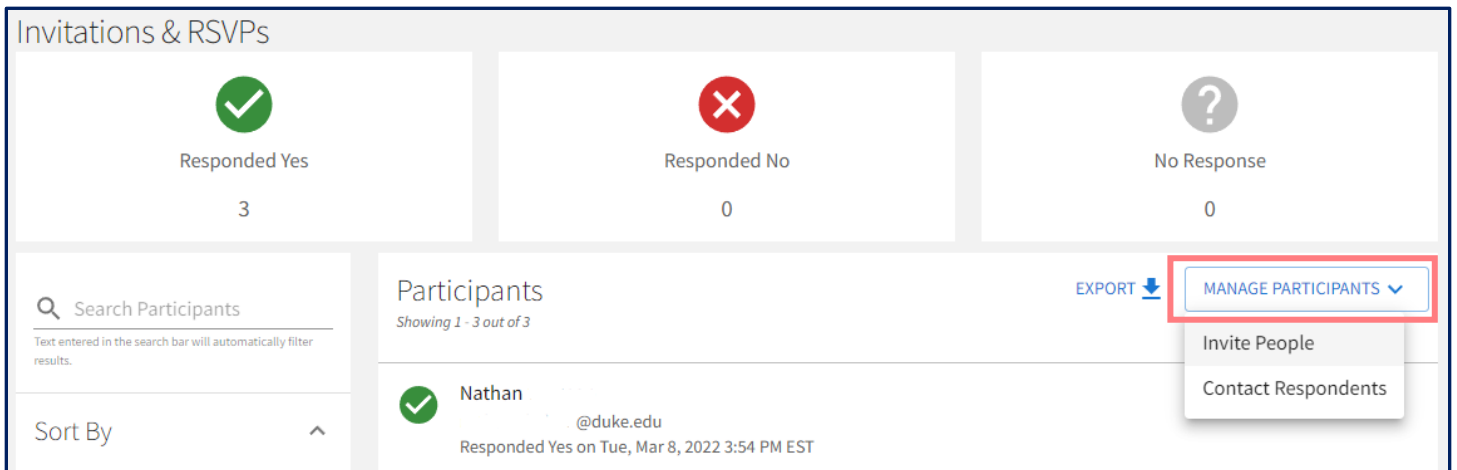 Invitations & RSVPs
Responded Yes
3
Responded No
0
No Response
0
Search Participants
Text entered in the search bar will automatically filter
results.
Sort By
Participants
Showing 1 - 3 out of 3
EXPORT
MANAGE PARTICIPANTS
Invite People
Contact Respondents
Nathan
@duke.edu
Responded Yes on Tue, Mar 8, 2022 3:54 PM EST